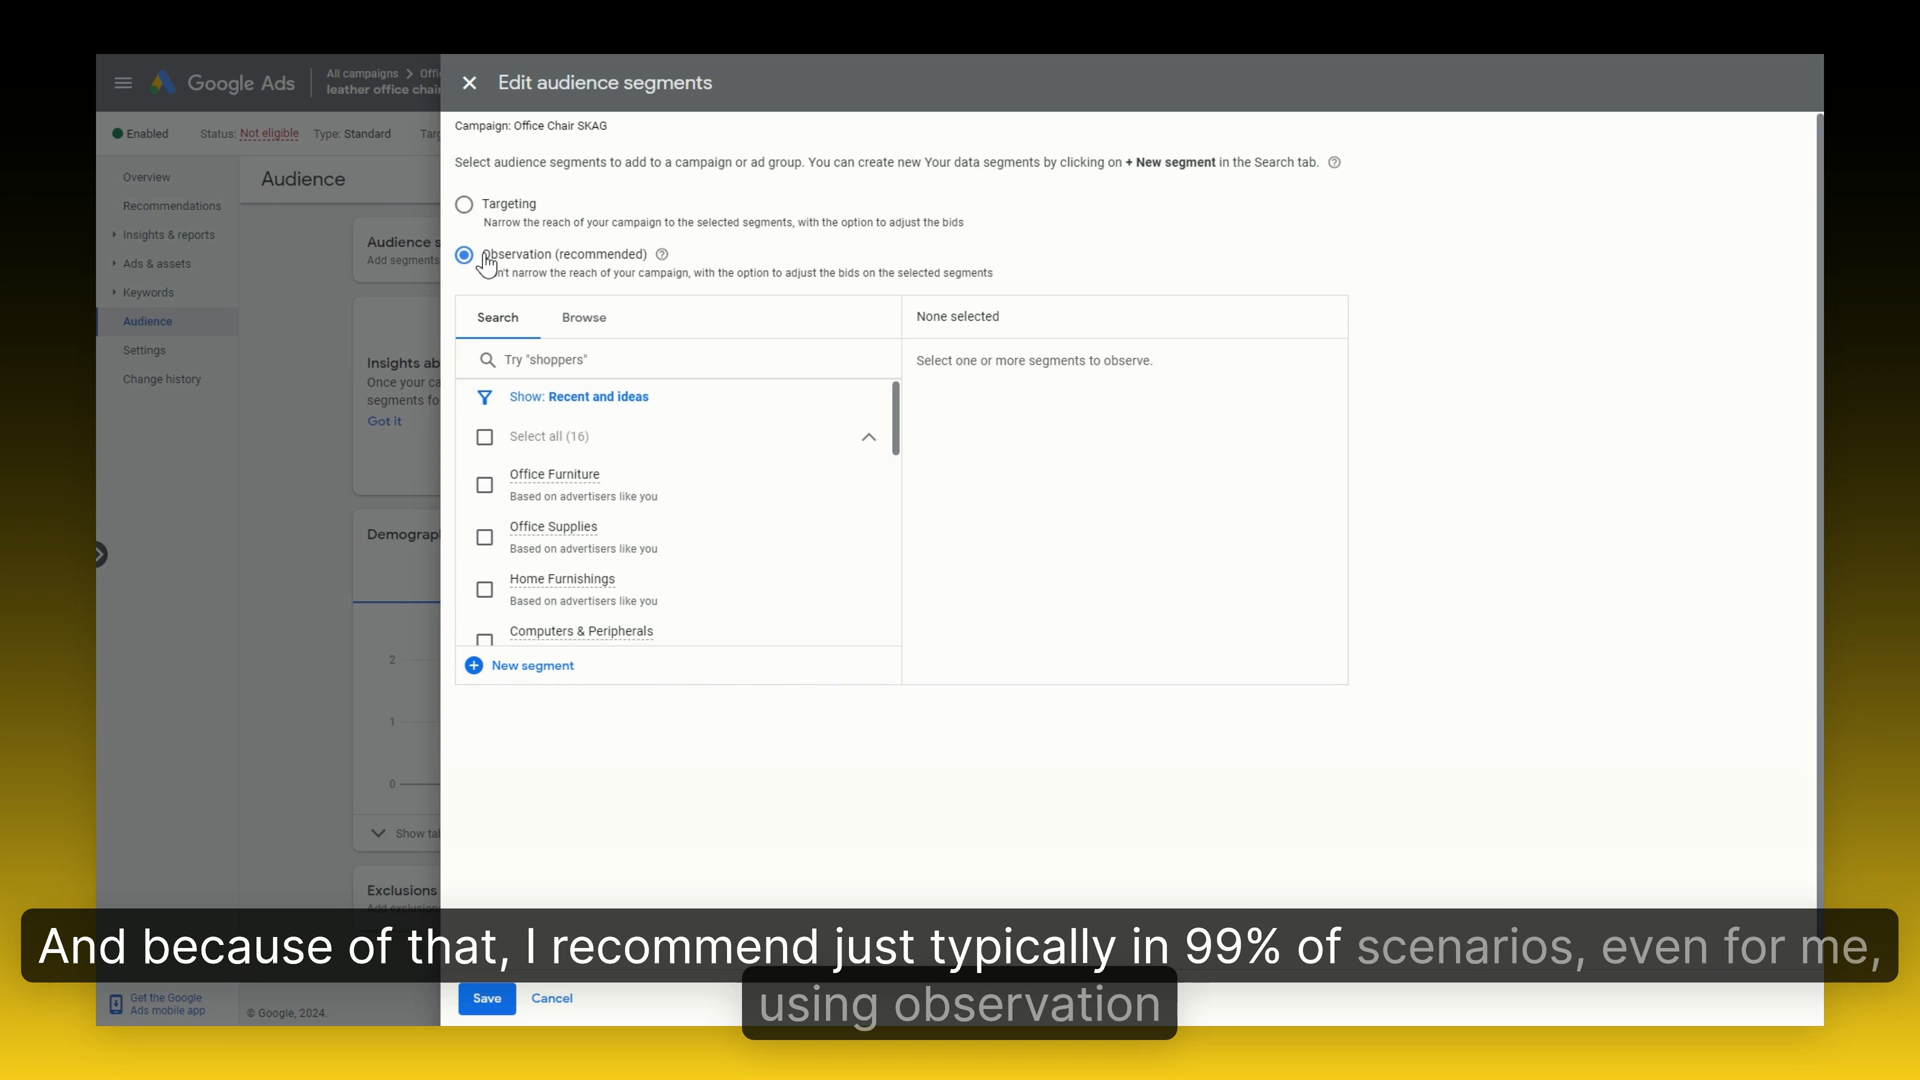 Google Ads
All campaigns > Offi
leather office chair
Edit audience segments
Enabled
Status: Not eligible Type: Standard Targ
Campaign: Office Chair SKAG
Select audience segments to add to a campaign or ad group. You can create new Your data segments by clicking on + New segment in the Search tab.
Overview
Recommendations
Insights & reports
Ads & assets
Keywords
Audience
Settings
Change history
Audience
Audience s
Add segments
Insights ab
Once your ca
segments fo
Got it
Demograp
2
1
0
Show tab
Exclusions
Targeting
Narrow the reach of your campaign to the selected segments, with the option to adjust the bids
Observation (recommended)
n't narrow the reach of your campaign, with the option to adjust the bids on the selected segments
Search
Browse
None selected
Try "shoppers"
Select one or more segments to observe.
Show: Recent and ideas
Select all (16)
Office Furniture
Based on advertisers like you
Office Supplies
Based on advertisers like you
Home Furnishings
Based on advertisers like you
Computers & Peripherals
New segment
And because of that, I recommend just typically in 99% of scenarios, even for me,
using observation
Save
Cancel
Get the Google
Ads mobile app
© Google, 2024.